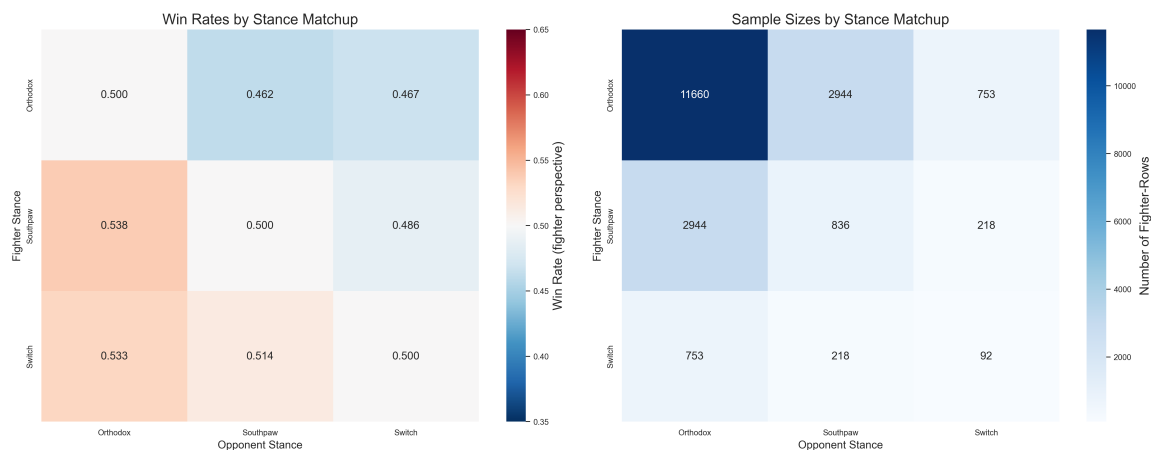 Win Rates by Stance Matchup
Fighter Stance
Orthodox
Southpaw
Switch
0.500
0.462
0.467
0.538
0.500
0.486
0.533
0.514
0.500
Orthodox
Southpaw
Switch
Opponent Stance
0.65
0.60
0.55
0.50
0.45
0.40
0.35
Win Rate (fighter perspective)
Sample Sizes by Stance Matchup
Fighter Stance
Orthodox
Southpaw
Switch
11660
2944
753
2944
836
218
753
218
92
Orthodox
Southpaw
Switch
Opponent Stance
10000
8000
6000
4000
2000
Number of Fighter-Rows